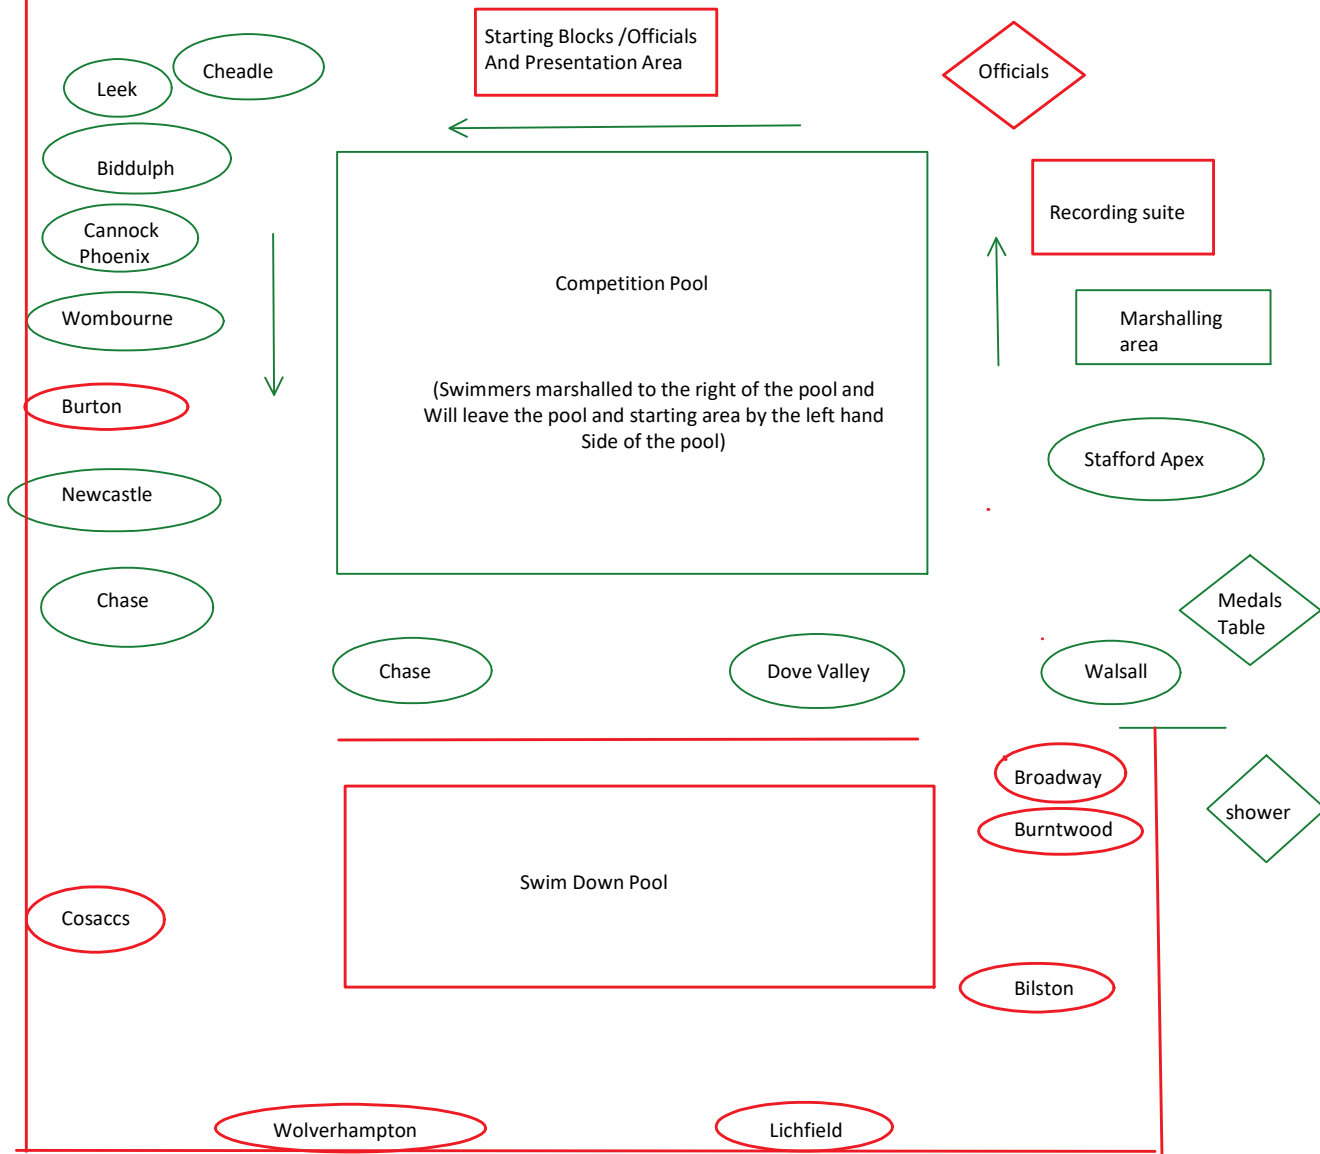 Starting Blocks /Officials
And Presentation Area
Officials
Cheadle
Leek
Biddulph
Recording suite
Cannock
Phoenix
Competition Pool
Wombourne
Marshalling
area
(Swimmers marshalled to the right of the pool and
Will leave the pool and starting area by the left hand
Side of the pool)
Burton
Stafford Apex
Newcastle
Chase
Medals
Table
Chase
Dove Valley
Walsall
Broadway
shower
Burntwood
Swim Down Pool
Cosaccs
Bilston
Wolverhampton
Lichfield